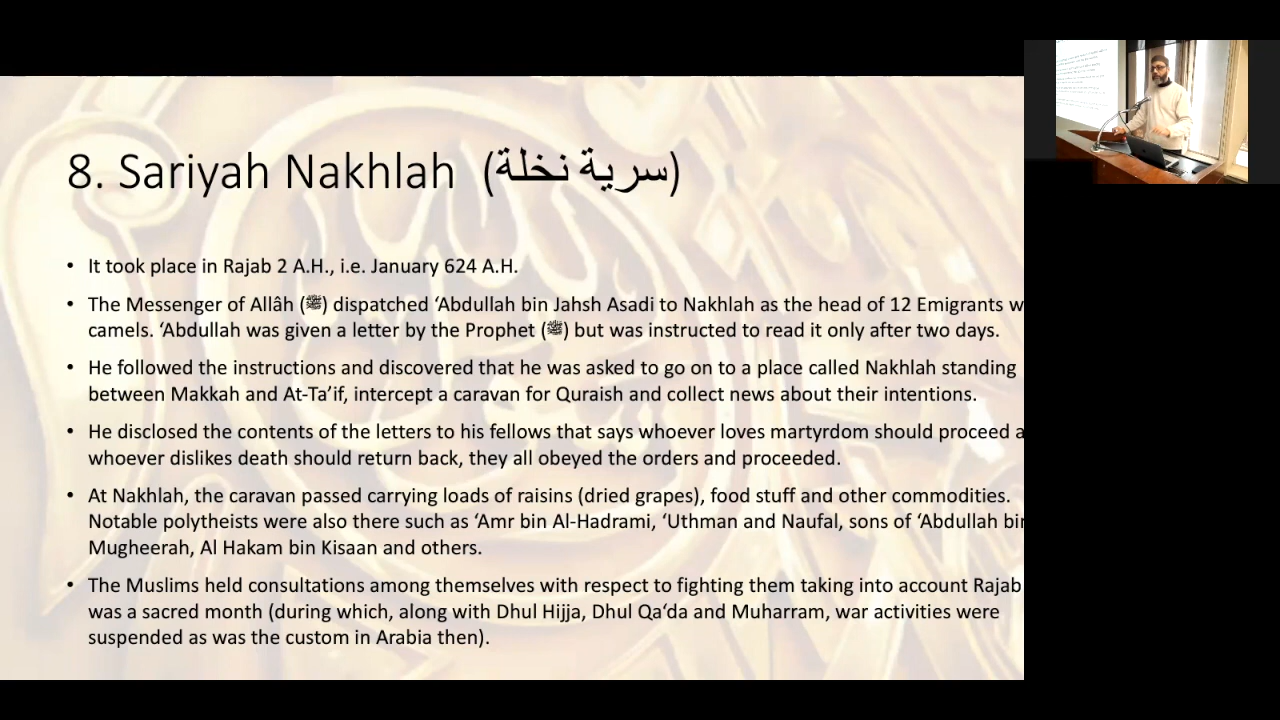 8. Sariyah Nakhlah (سرية نخلة)
• It took place in Rajab 2 A.H., i.e. January 624 A.H.
• The Messenger of Allâh (ﷺ) dispatched ‘Abdullah bin Jahsh Asadi to Nakhlah as the head of 12 Emigrants
camels. ‘Abdullah was given a letter by the Prophet (ﷺ) but was instructed to read it only after two days.
• He followed the instructions and discovered that he was asked to go on to a place called Nakhlah standing
between Makkah and At-Ta’if, intercept a caravan for Quraish and collect news about their intentions.
• He disclosed the contents of the letters to his fellows that says whoever loves martyrdom should proceed
whoever dislikes death should return back, they all obeyed the orders and proceeded.
• At Nakhlah, the caravan passed carrying loads of raisins (dried grapes), food stuff and other commodities.
Notable polytheists were also there such as ‘Amr bin Al-Hadrami, ‘Uthman and Naufal, sons of ‘Abdullah bin
Mugheerah, Al Hakam bin Kisaan and others.
• The Muslims held consultations among themselves with respect to fighting them taking into account Rajab
was a sacred month (during which, along with Dhul Hijja, Dhul Qa‘da and Muharram, war activities were
suspended as was the custom in Arabia then).